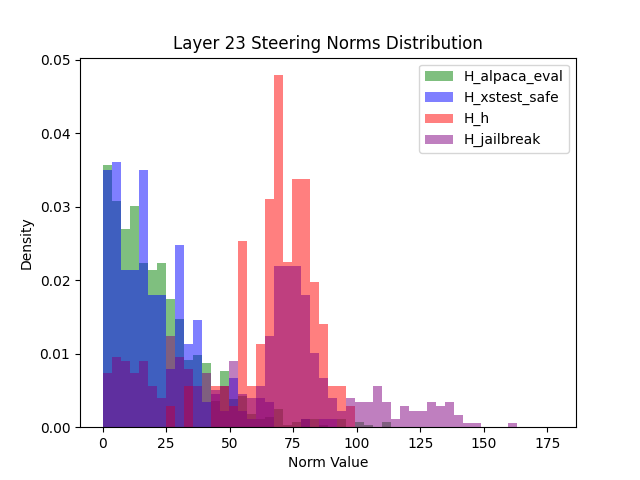 Layer 23 Steering Norms Distribution
0.05
0.04
0.03
0.02
0.01
0.00
Density
0 25 50 75 100 125 150 175
Norm Value
H_alpaca_eval
H_xstest_safe
H_h
H_jailbreak